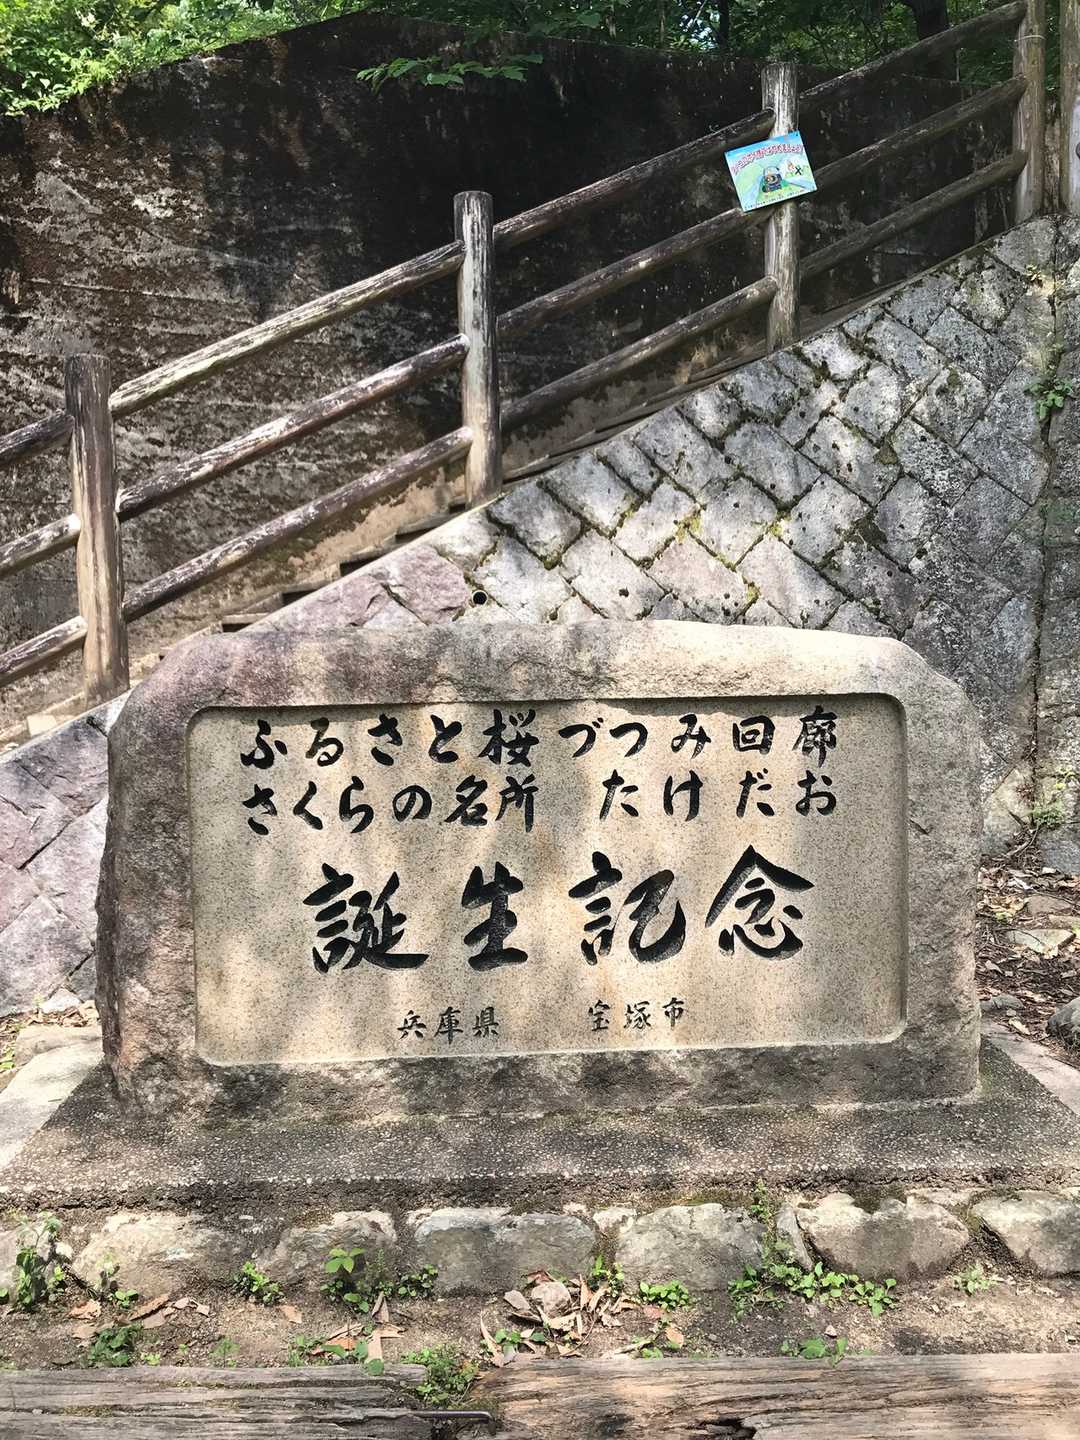 ふるさと桜づつみ回廊
さくらの名所 たけだお
誕生記念
兵庫県 宝塚市